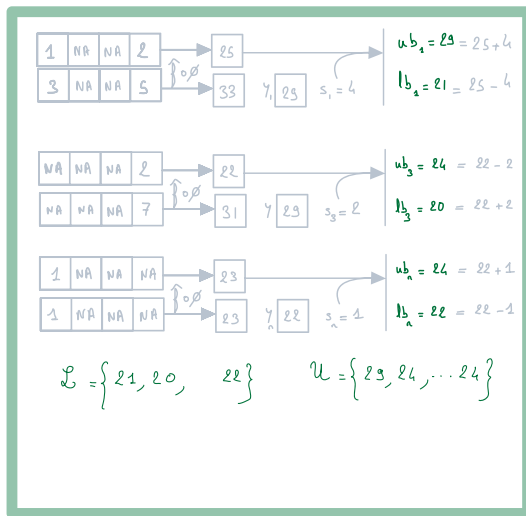 1 NA NA 2 25 ub₁ = 29 = 25+4
3 NA NA 5 ϕ̂₀ 33 y₁ 29 s₁ = 4 lb₁ = 21 = 25-4
NA NA NA 2 22 ub₃ = 24 = 22-2
NA NA NA 7 31 y 29 s₃ = 2 lb₃ = 20 = 22+2
1 NA NA NA 23 ubₙ = 24 = 22+1
1 NA NA NA 23 yₙ 22 sₙ = 1 lbₙ = 22 = 22-1
ℒ = {21, 20, 22} 𝒰 = {29, 24, ... 24}